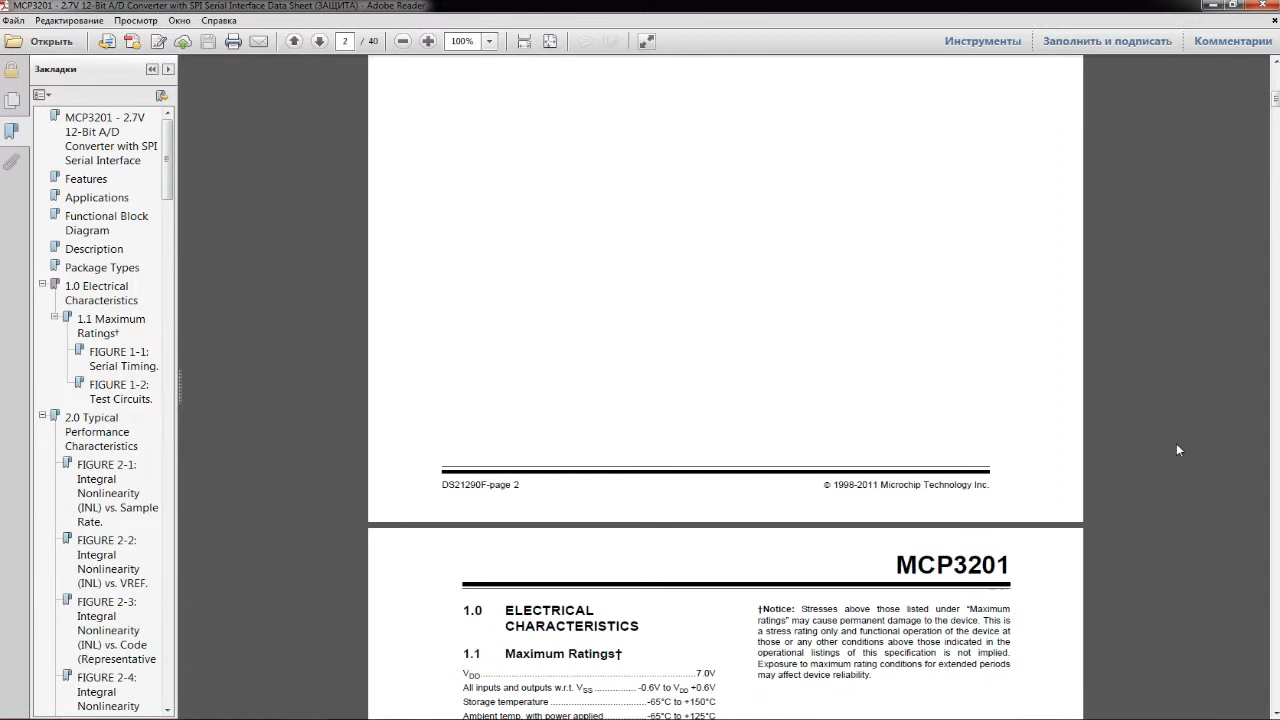 MCP3201 - 2.7V 12-Bit A/D Converter with SPI Serial Interface Data Sheet (ЗАЩИТА) - Adobe Reader
Файл Редактирование Просмотр Окно Справка
Открыть 2 / 40 100% Инструменты Заполнить и подписать Комментарии
Закладки
MCP3201 - 2.7V
12-Bit A/D
Converter with SPI
Serial Interface
Features
Applications
Functional Block
Diagram
Description
Package Types
1.0 Electrical
Characteristics
1.1 Maximum
Ratings†
FIGURE 1-1:
Serial Timing.
FIGURE 1-2:
Test Circuits.
2.0 Typical
Performance
Characteristics
FIGURE 2-1:
Integral
Nonlinearity
(INL) vs. Sample
Rate.
FIGURE 2-2:
Integral
Nonlinearity
(INL) vs. VREF.
FIGURE 2-3:
Integral
Nonlinearity
(INL) vs. Code
(Representative
FIGURE 2-4:
Integral
Nonlinearity
DS21290F-page 2 © 1998-2011 Microchip Technology Inc.
MCP3201
1.0 ELECTRICAL
CHARACTERISTICS
1.1 Maximum Ratings†
VDD...........................................................................7.0V
All inputs and outputs w.r.t. VSS ............... -0.6V to VDD +0.6V
Storage temperature ...................................-65°C to +150°C
Ambient temp. with power applied ..................-65°C to +125°C
†Notice: Stresses above those listed under “Maximum
ratings” may cause permanent damage to the device. This is
a stress rating only and functional operation of the device at
those or any other conditions above those indicated in the
operational listings of this specification is not implied.
Exposure to maximum rating conditions for extended periods
may affect device reliability.